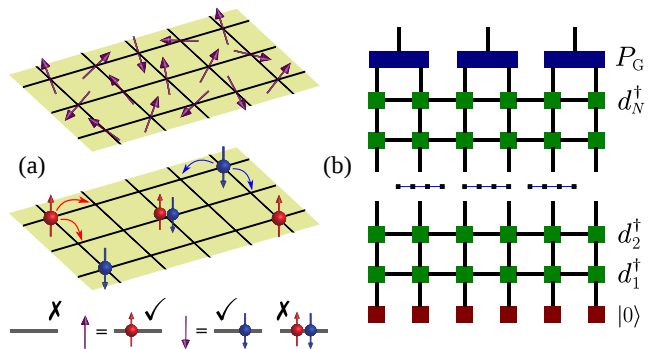 (a)
✗ = ✓ ✓ = ✗
(b)
P_G
d_N^†
d_2^†
d_1^†
|0⟩